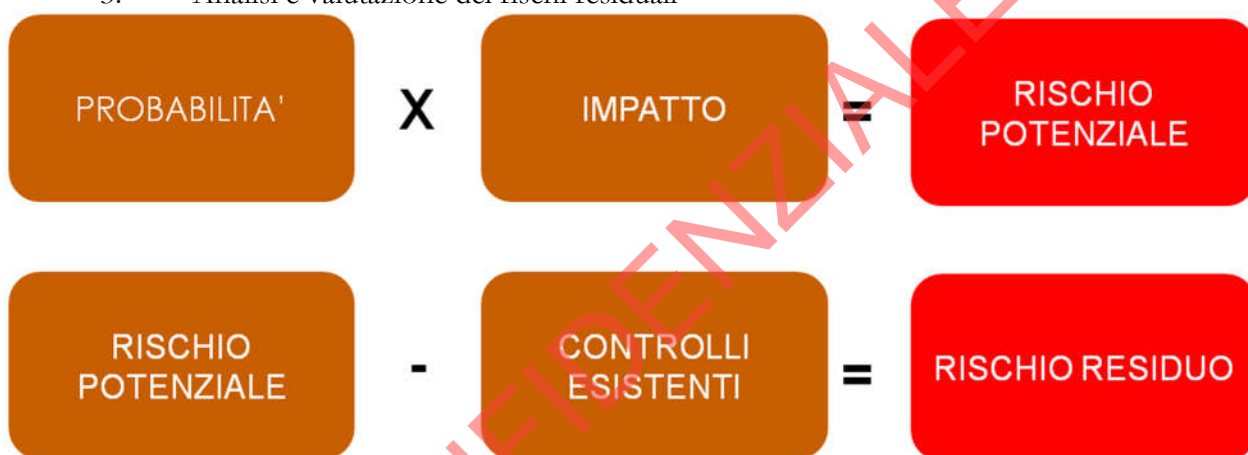 Analisi e valutazione dei rischi residuali
PROBABILITA' X IMPATTO = RISCHIO POTENZIALE
RISCHIO POTENZIALE - CONTROLLI ESISTENTI = RISCHIO RESIDUO